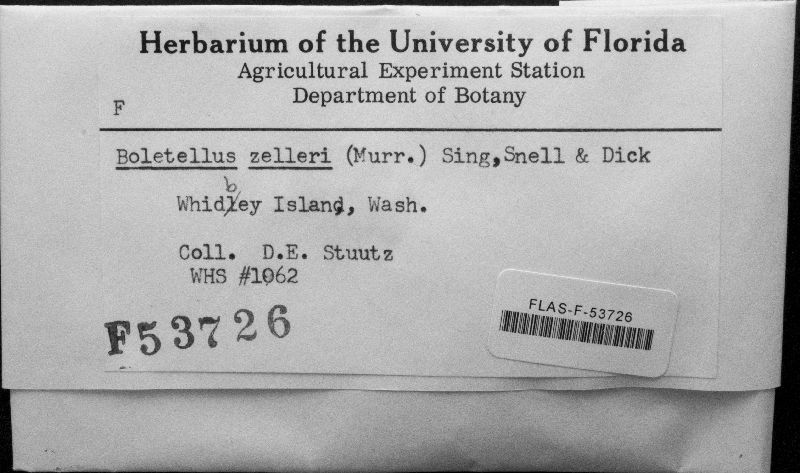 Herbarium of the University of Florida
Agricultural Experiment Station
Department of Botany
F
Boletellus zelleri (Murr.) Sing,Snell & Dick
b
Whidley Island, Wash.
Coll. D.E. Stuutz
WHS #1062
F53726
FLAS-F-53726